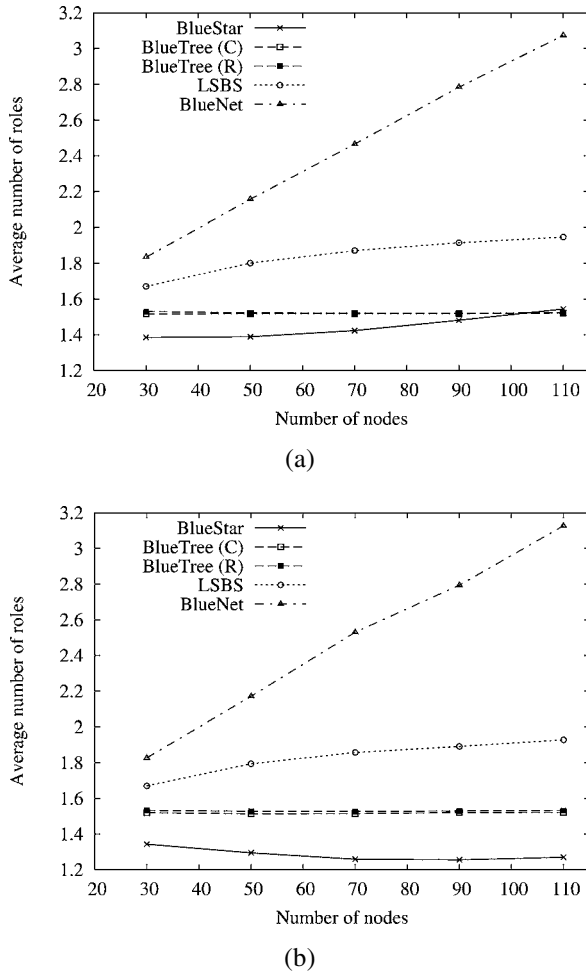 3.2
3
2.8
2.6
2.4
2.2
2
1.8
1.6
1.4
1.2
Average number of roles
BlueStar
BlueTree (C)
BlueTree (R)
LSBS
BlueNet
20 30 40 50 60 70 80 90 100 110
Number of nodes
(a)
3.2
3
2.8
2.6
2.4
2.2
2
1.8
1.6
1.4
1.2
Average number of roles
BlueStar
BlueTree (C)
BlueTree (R)
LSBS
BlueNet
20 30 40 50 60 70 80 90 100 110
Number of nodes
(b)